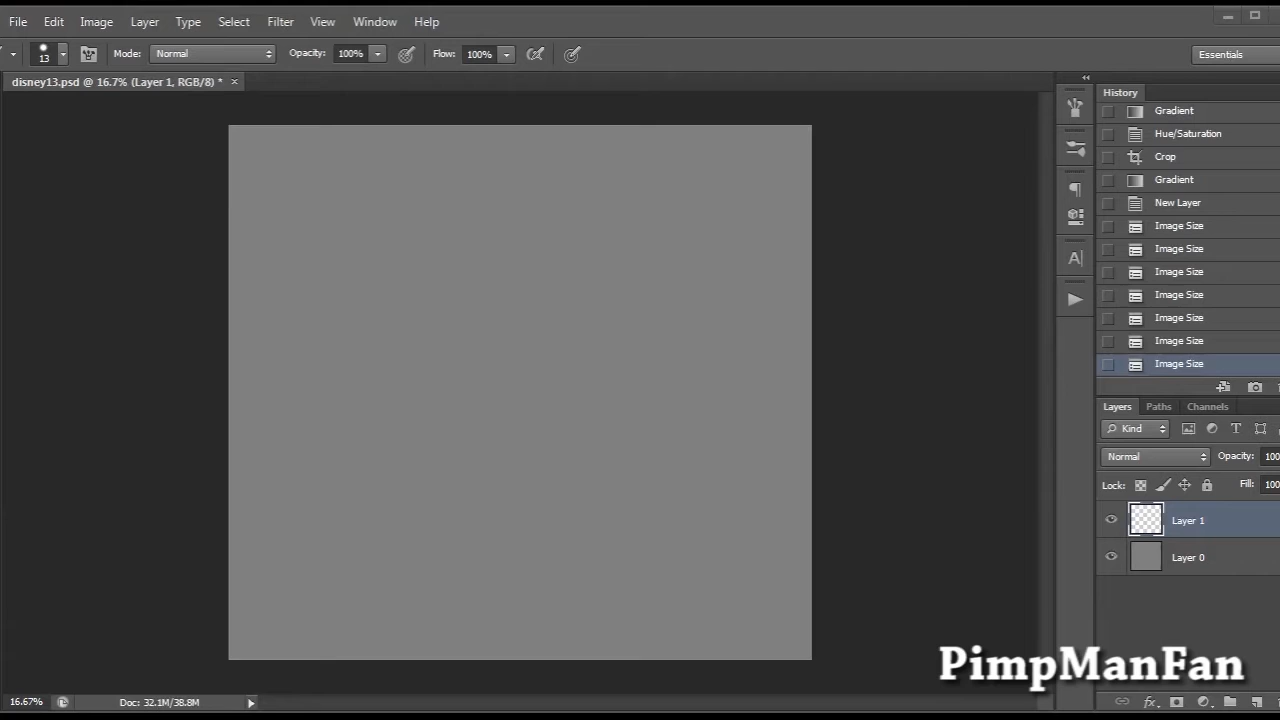 File Edit Image Layer Type Select Filter View Window Help
13 Mode: Normal Opacity: 100% Flow: 100% Essentials
disney13.psd @ 16.7% (Layer 1, RGB/8) *
History
Gradient
Hue/Saturation
Crop
Gradient
New Layer
Image Size
Image Size
Image Size
Image Size
Image Size
Image Size
Image Size
Layers Paths Channels
Kind
Normal Opacity: 100
Lock: Fill: 100
Layer 1
Layer 0
PimpManFan
16.67% Doc: 32.1M/38.8M